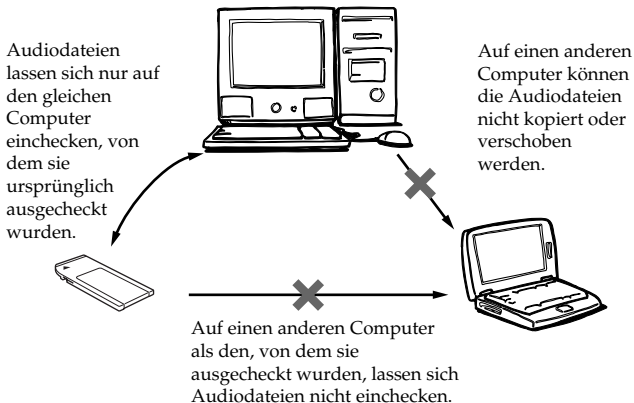 Audiodateien
lassen sich nur auf
den gleichen
Computer
einchecken, von
dem sie
ursprünglich
ausgecheckt
wurden.
Auf einen anderen
Computer können
die Audiodateien
nicht kopiert oder
verschoben
werden.
Auf einen anderen Computer
als den, von dem sie
ausgecheckt wurden, lassen sich
Audiodateien nicht einchecken.